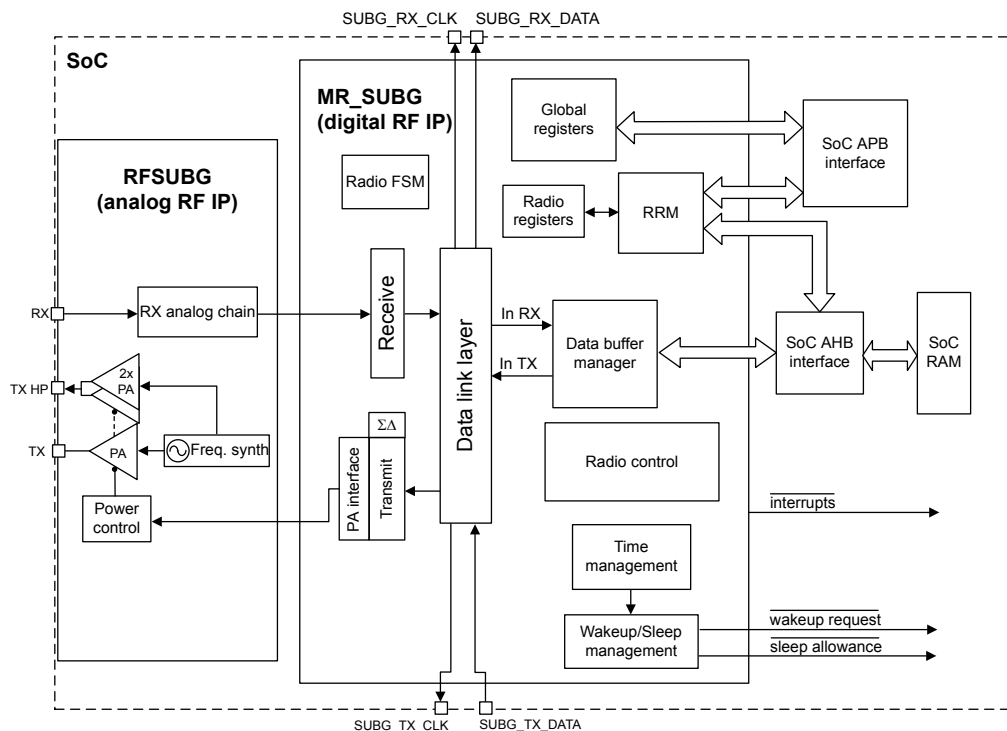 SUBG_RX_CLK
SUBG_RX_DATA
SoC
MR_SUBG
(digital RF IP)
Global
registers
SoC APB
interface
RFSUBG
(analog RF IP)
Radio FSM
Radio
registers
RRM
RX
RX analog chain
Receive
Data link layer
In RX
In TX
Data buffer
manager
SoC AHB
interface
SoC
RAM
TX HP
2x
PA
TX
PA
Freq. synth
ΣΔ
PA interface
Transmit
Radio control
Power
control
interrupts
Time
management
Wakeup/Sleep
management
wakeup request
sleep allowance
SUBG_TX_CLK
SUBG_TX_DATA